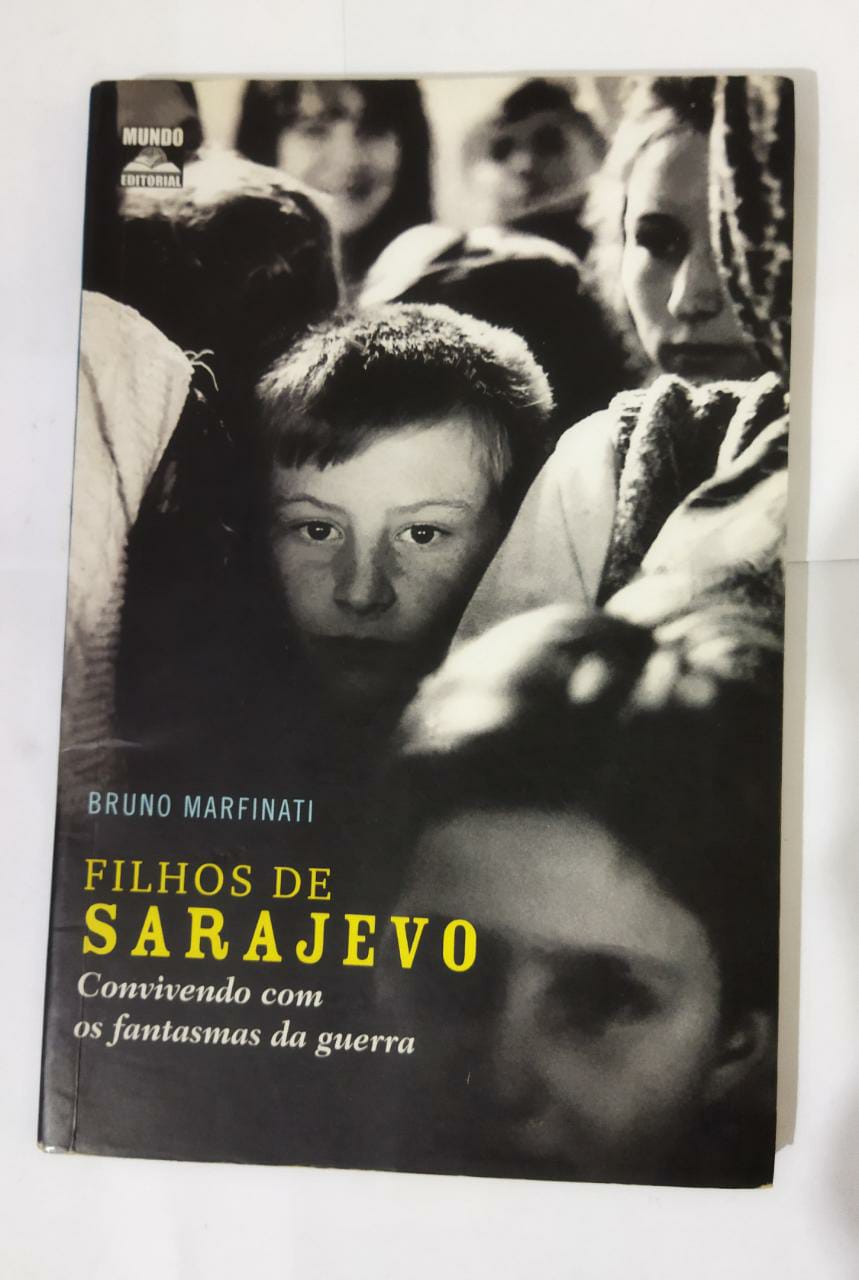 MUNDO
EDITORIAL
BRUNO MARFINATI
FILHOS DE
SARAJEVO
Convivendo com
os fantasmas da guerra